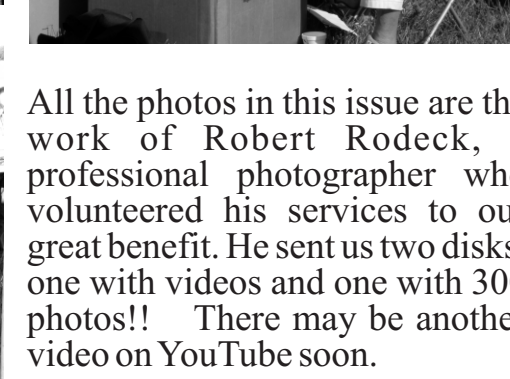 All the photos in this issue are th
work of Robert Rodeck,
professional photographer wh
volunteered his services to ou
great benefit. He sent us two disks
one with videos and one with 30
photos!! There may be anothe
video on YouTube soon.